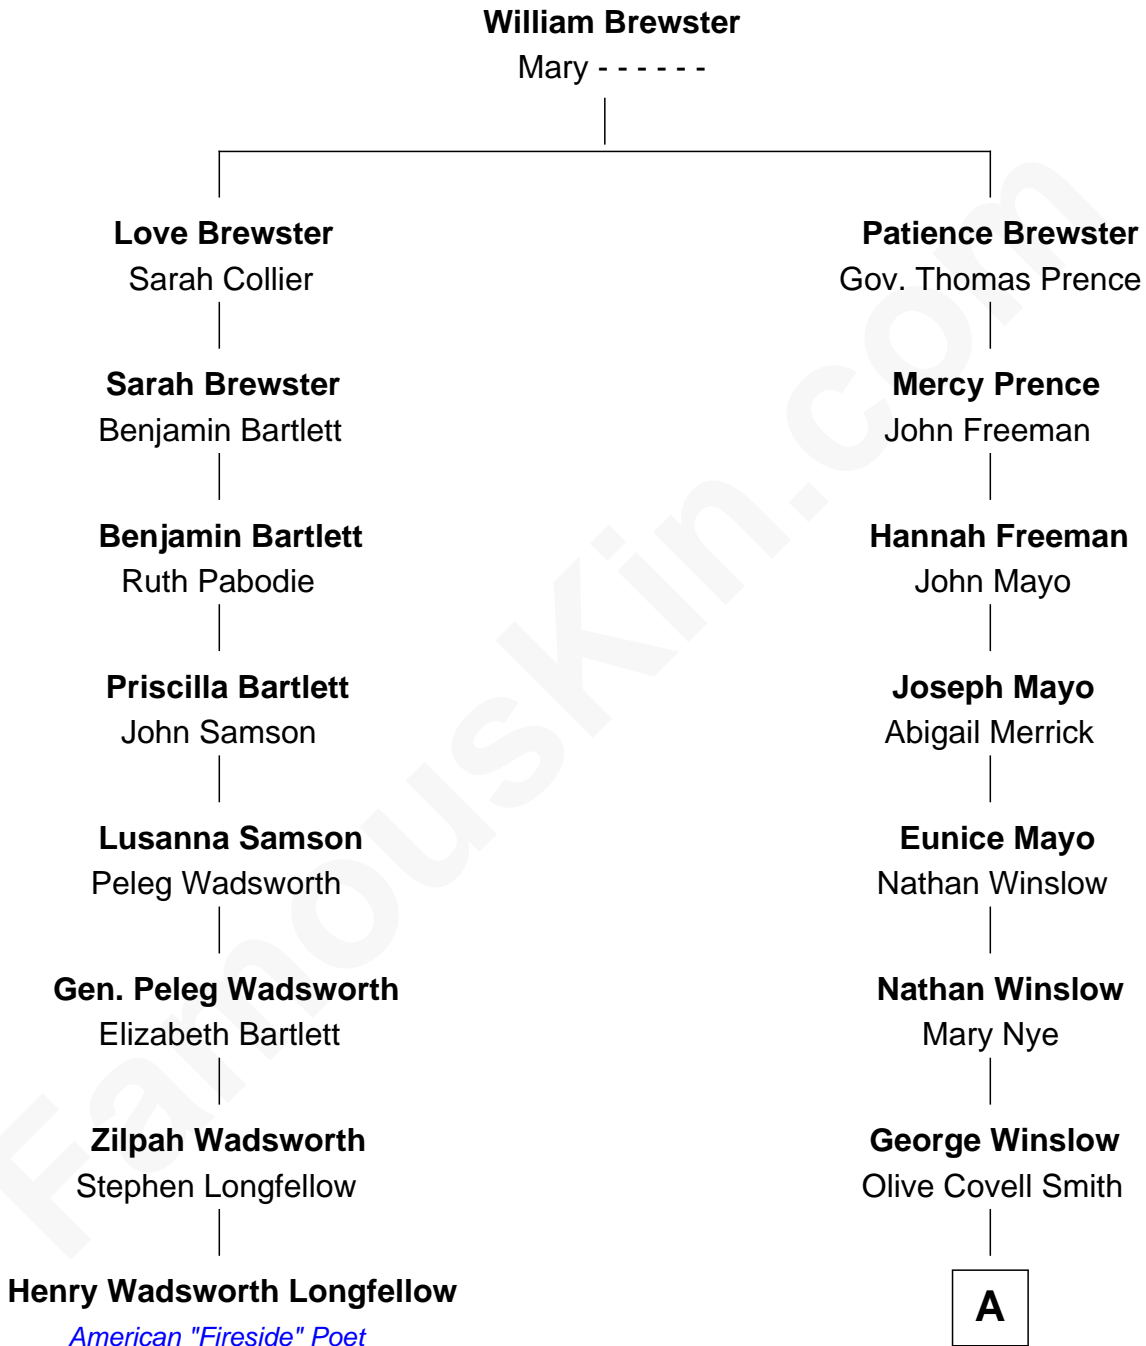 William Brewster
Mary - - - - - -
Love Brewster
Sarah Collier
Patience Brewster
Gov. Thomas Prence
Sarah Brewster
Benjamin Bartlett
Mercy Prence
John Freeman
Benjamin Bartlett
Ruth Pabodie
Hannah Freeman
John Mayo
Priscilla Bartlett
John Samson
Joseph Mayo
Abigail Merrick
Lusanna Samson
Peleg Wadsworth
Eunice Mayo
Nathan Winslow
Gen. Peleg Wadsworth
Elizabeth Bartlett
Nathan Winslow
Mary Nye
Zilpah Wadsworth
Stephen Longfellow
George Winslow
Olive Covell Smith
Henry Wadsworth Longfellow
American "Fireside" Poet
A
FamousKin.com